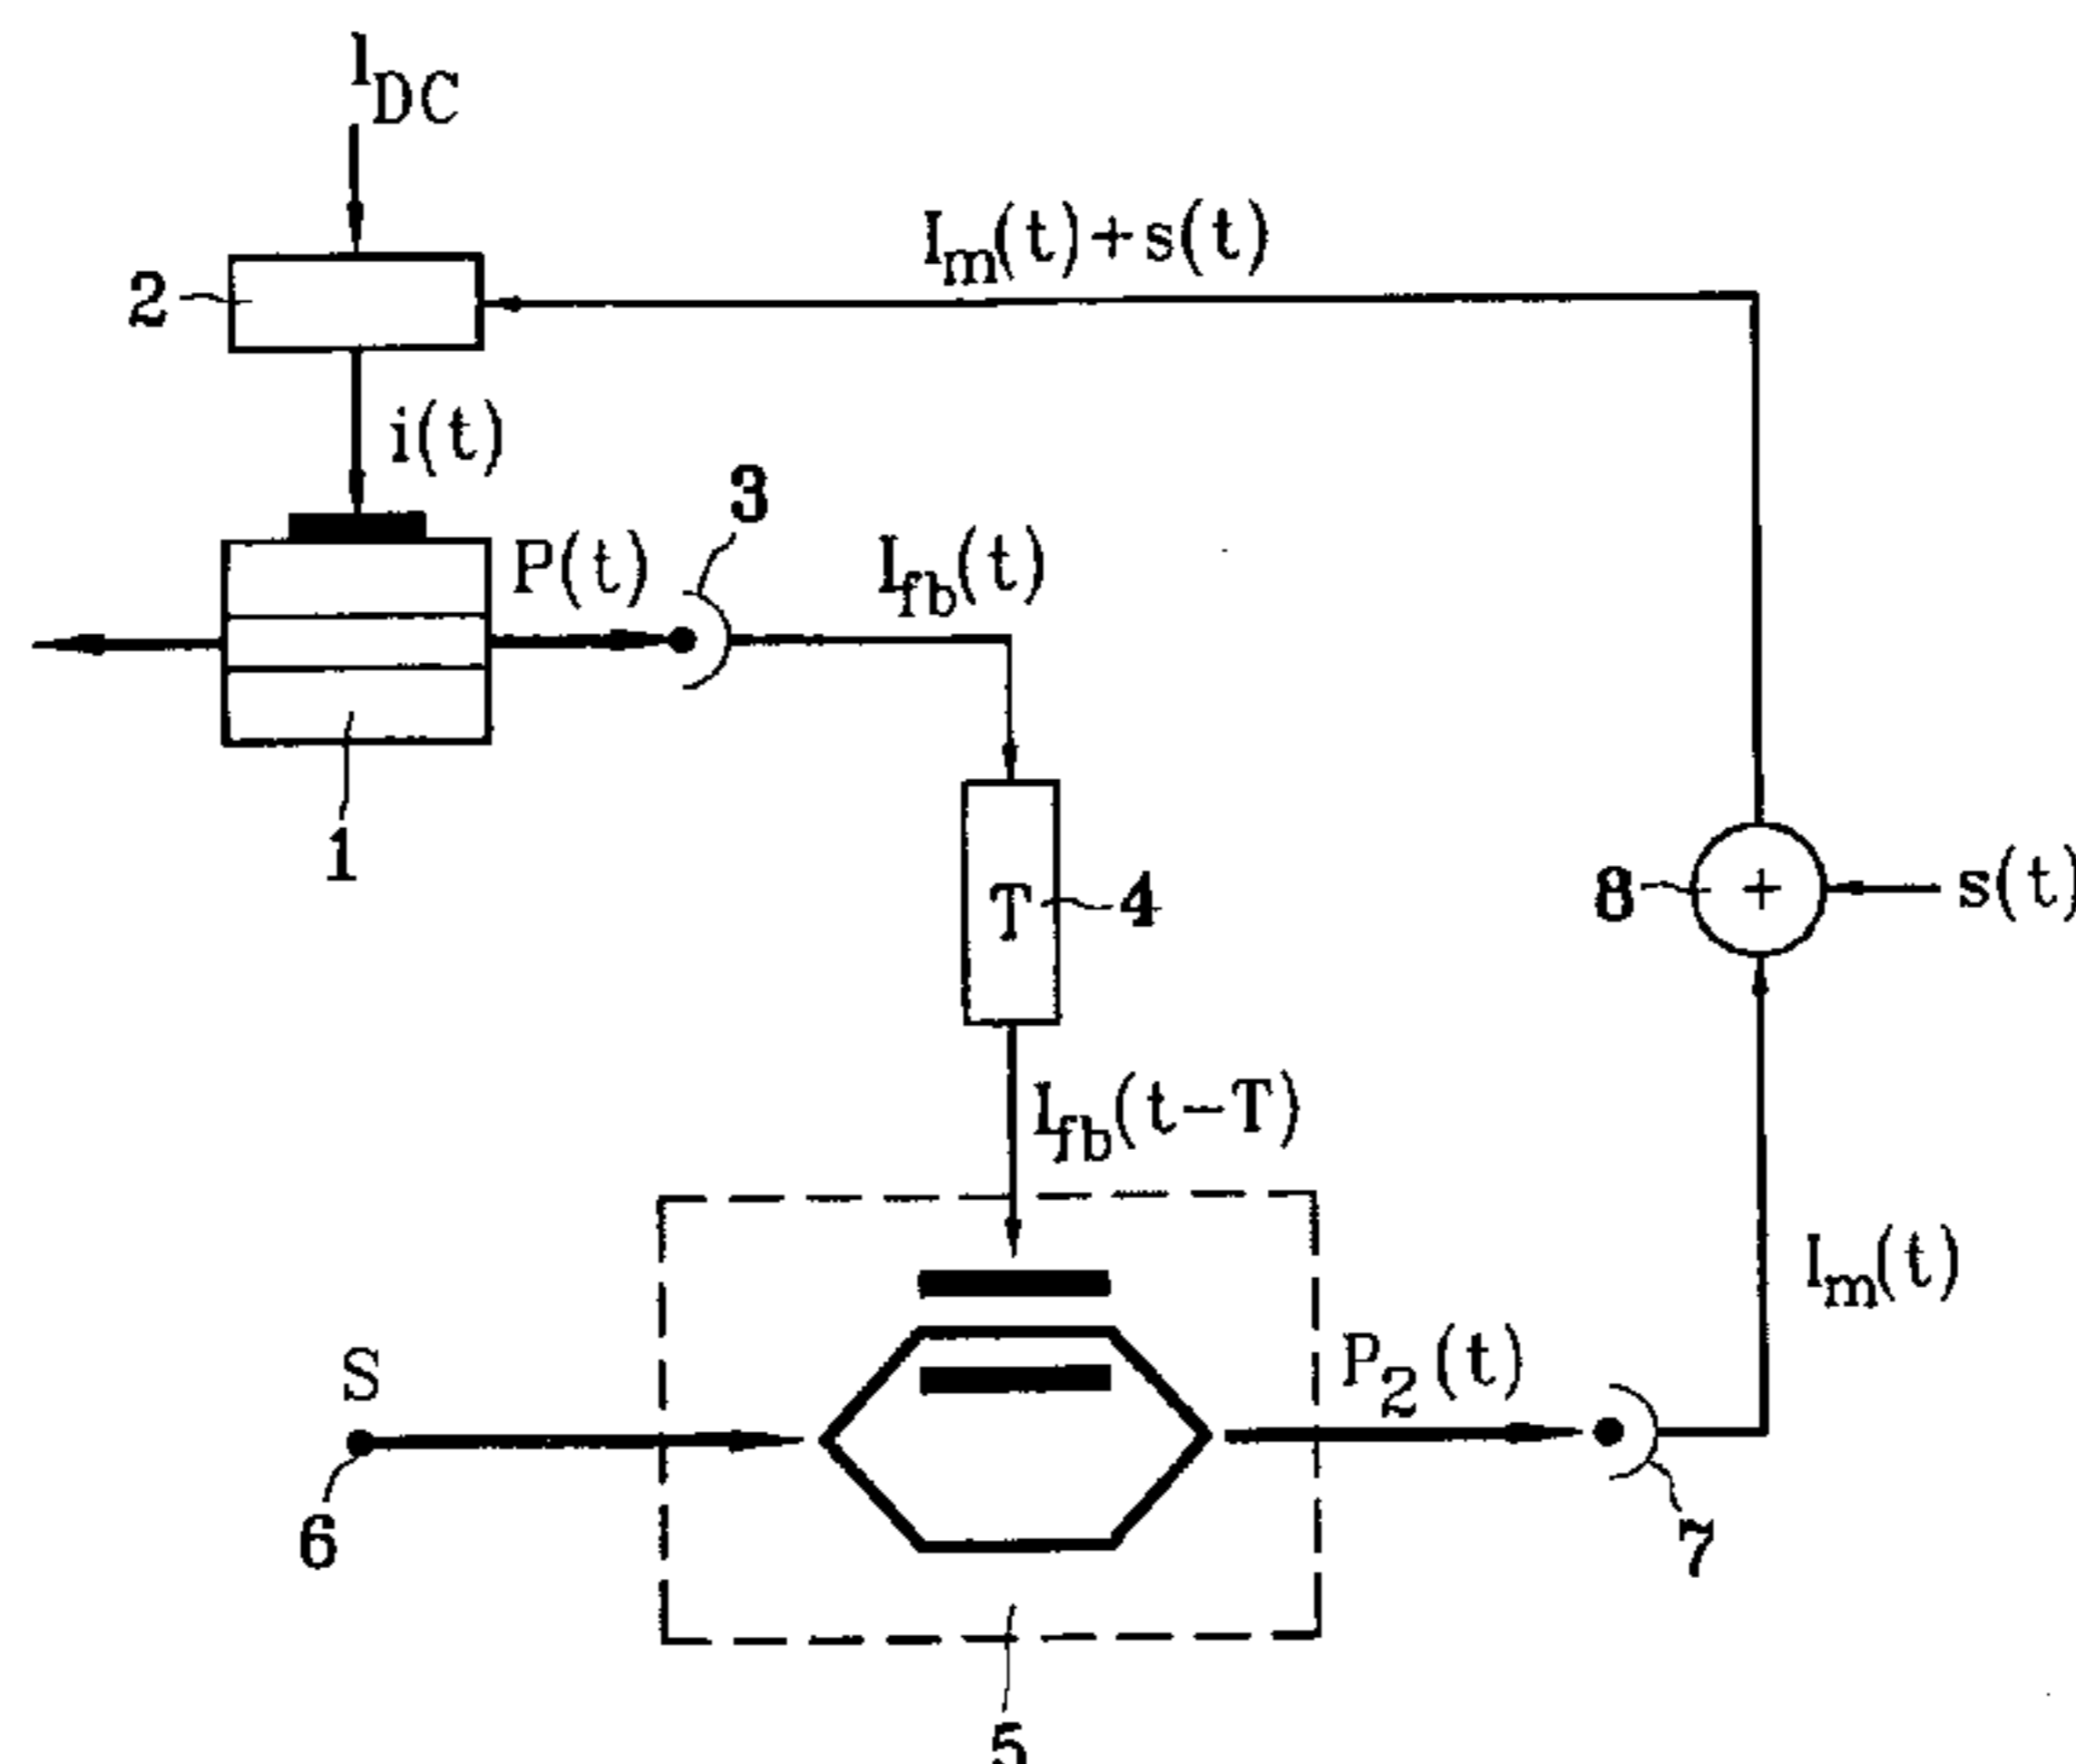 I_DC
I_m(t)+s(t)
2
i(t)
3
P(t)
I_fb(t)
1
T
4
8
+
s(t)
I_fb(t-T)
I_m(t)
S
P_2(t)
6
7
5